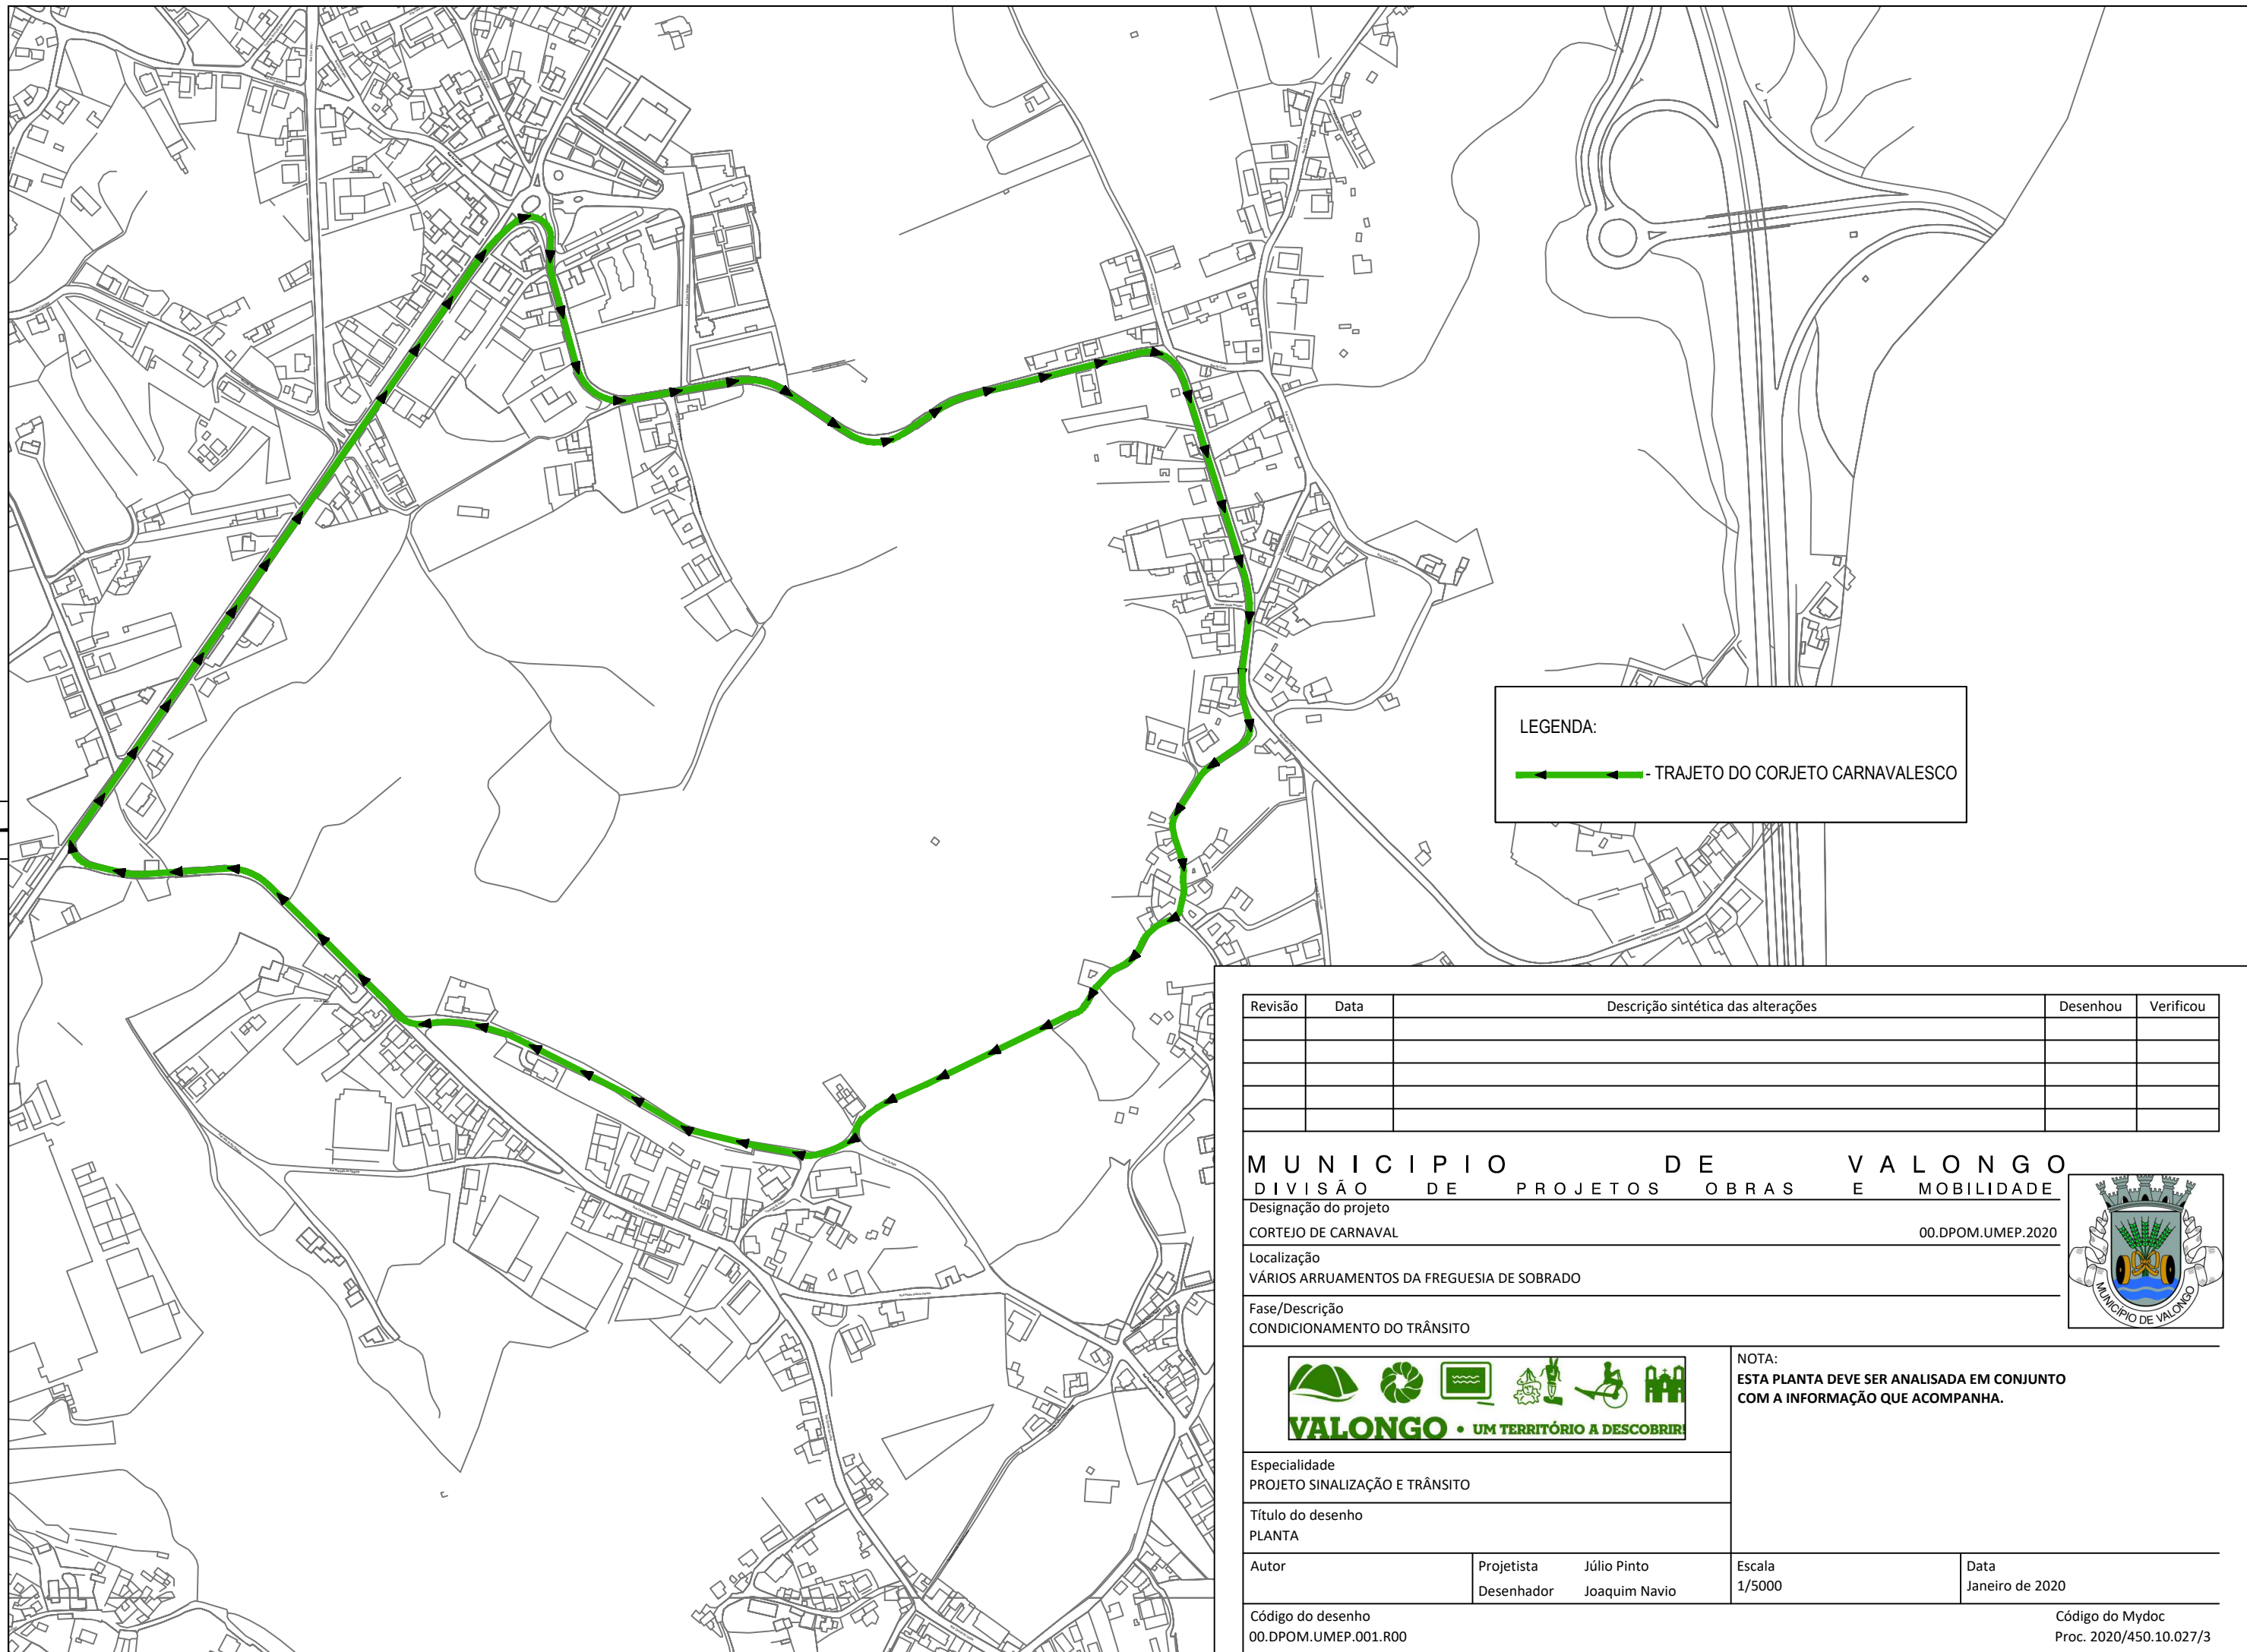 LEGENDA:
- TRAJETO DO CORJETO CARNAVALESCO
Revisão Data Descrição sintética das alterações Desenhou Verificou
MUNICIPIO DE VALONGO
DIVISÃO DE PROJETOS OBRAS E MOBILIDADE
Designação do projeto
CORTEJO DE CARNAVAL 00.DPOM.UMEP.2020
Localização
VÁRIOS ARRUAMENTOS DA FREGUESIA DE SOBRADO
Fase/Descrição
CONDICIONAMENTO DO TRÂNSITO
MUNICÍPIO DE VALONGO
VALONGO • UM TERRITÓRIO A DESCOBRIR!
NOTA:
ESTA PLANTA DEVE SER ANALISADA EM CONJUNTO
COM A INFORMAÇÃO QUE ACOMPANHA.
Especialidade
PROJETO SINALIZAÇÃO E TRÂNSITO
Título do desenho
PLANTA
Autor
Projetista Júlio Pinto
Desenhador Joaquim Navio
Escala
1/5000
Data
Janeiro de 2020
Código do desenho
00.DPOM.UMEP.001.R00
Código do Mydoc
Proc. 2020/450.10.027/3